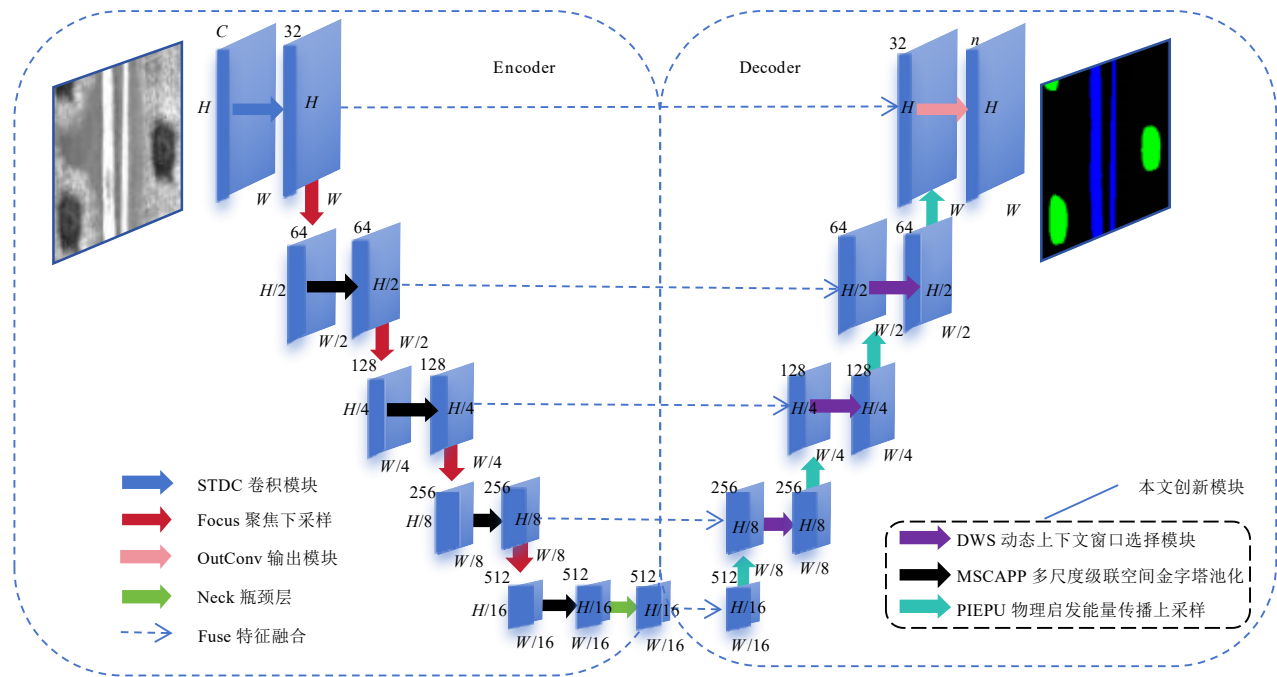 C 32
Encoder
Decoder
32 n
H H
H H
W W
W W
64 64
64 64
H/2 H/2
H/2 H/2
W/2 W/2
W/2 W/2
128 128
128 128
H/4 H/4
H/4 H/4
W/4 W/4
W/4 W/4
256 256
256 256
H/8 H/8
H/8 H/8
W/8 W/8
W/8 W/8
512 512 512
512
H/16 H/16 H/16
H/16
W/16 W/16 W/16
W/16
STDC 卷积模块
Focus 聚焦下采样
OutConv 输出模块
Neck 瓶颈层
Fuse 特征融合
本文创新模块
DWS 动态上下文窗口选择模块
MSCAPP 多尺度级联空间金字塔池化
PIEPU 物理启发能量传播上采样